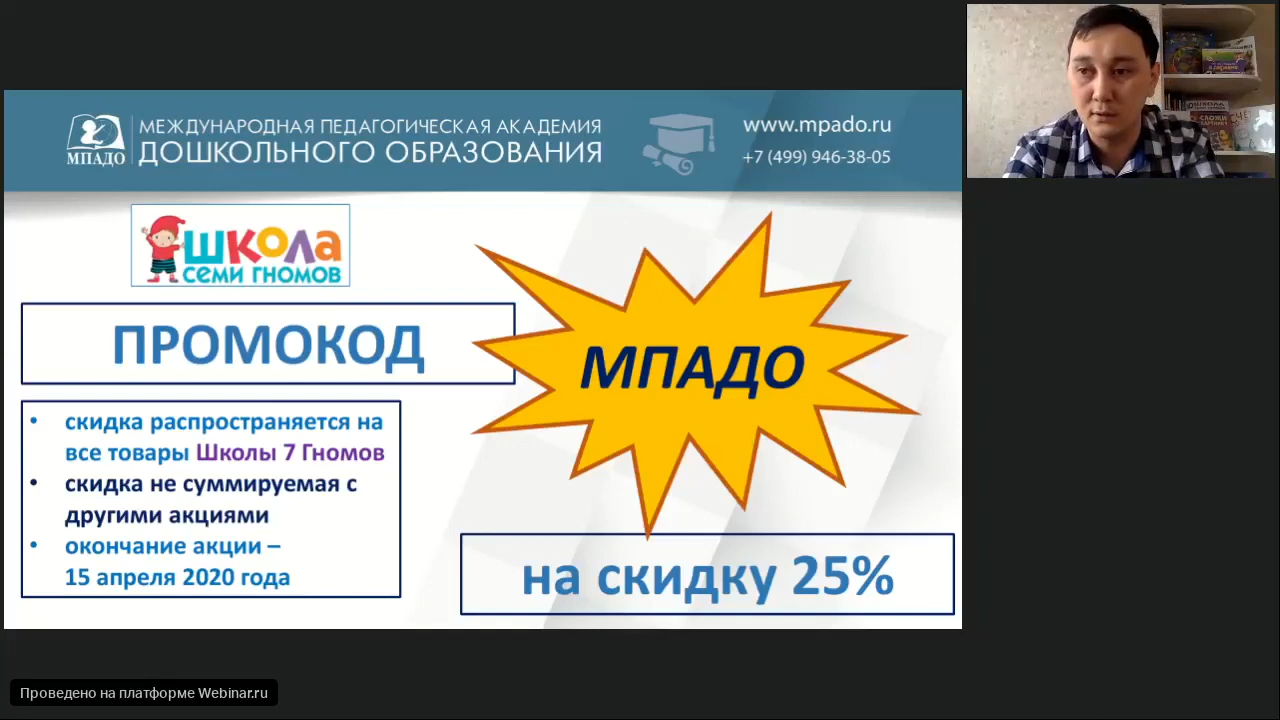 МПАДО
МЕЖДУНАРОДНАЯ ПЕДАГОГИЧЕСКАЯ АКАДЕМИЯ
ДОШКОЛЬНОГО ОБРАЗОВАНИЯ
www.mpado.ru
+7 (499) 946-38-05
ШКОЛА
СЕМИ ГНОМОВ
ПРОМОКОД
МПАДО
• скидка распространяется на
все товары Школы 7 Гномов
• скидка не суммируемая с
другими акциями
• окончание акции –
15 апреля 2020 года
на скидку 25%
СЛОЖИ
Проведено на платформе Webinar.ru